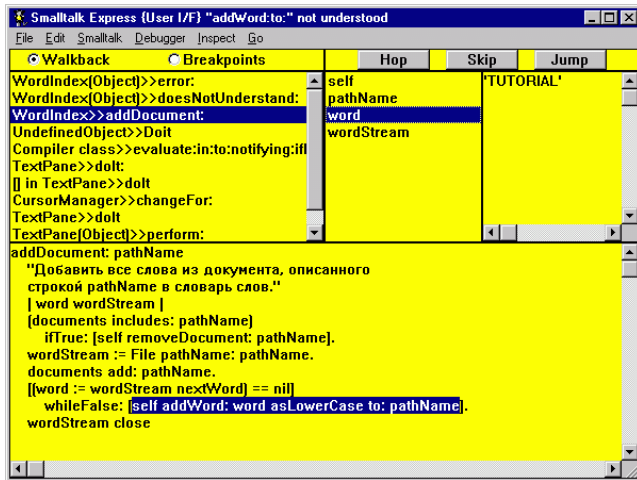 Smalltalk Express {User I/F} "addWord:to:" not understood
File Edit Smalltalk Debugger Inspect Go
Walkback Breakpoints Hop Skip Jump
WordIndex(Object)>>error:
WordIndex(Object)>>doesNotUnderstand:
WordIndex>>addDocument:
UndefinedObject>>Doit
Compiler class>>evaluate:in:to:notifying:ifl
TextPane>>doIt:
[] in TextPane>>doIt
CursorManager>>changeFor:
TextPane>>doIt
TextPane(Object)>>perform:
self
pathName
word
wordStream
'TUTORIAL'
addDocument: pathName
"Добавить все слова из документа, описанного
строкой pathName в словарь слов."
| word wordStream |
(documents includes: pathName)
ifTrue: [self removeDocument: pathName].
wordStream := File pathName: pathName.
documents add: pathName.
[(word := wordStream nextWord) == nil]
whileFalse: [self addWord: word asLowerCase to: pathName].
wordStream close